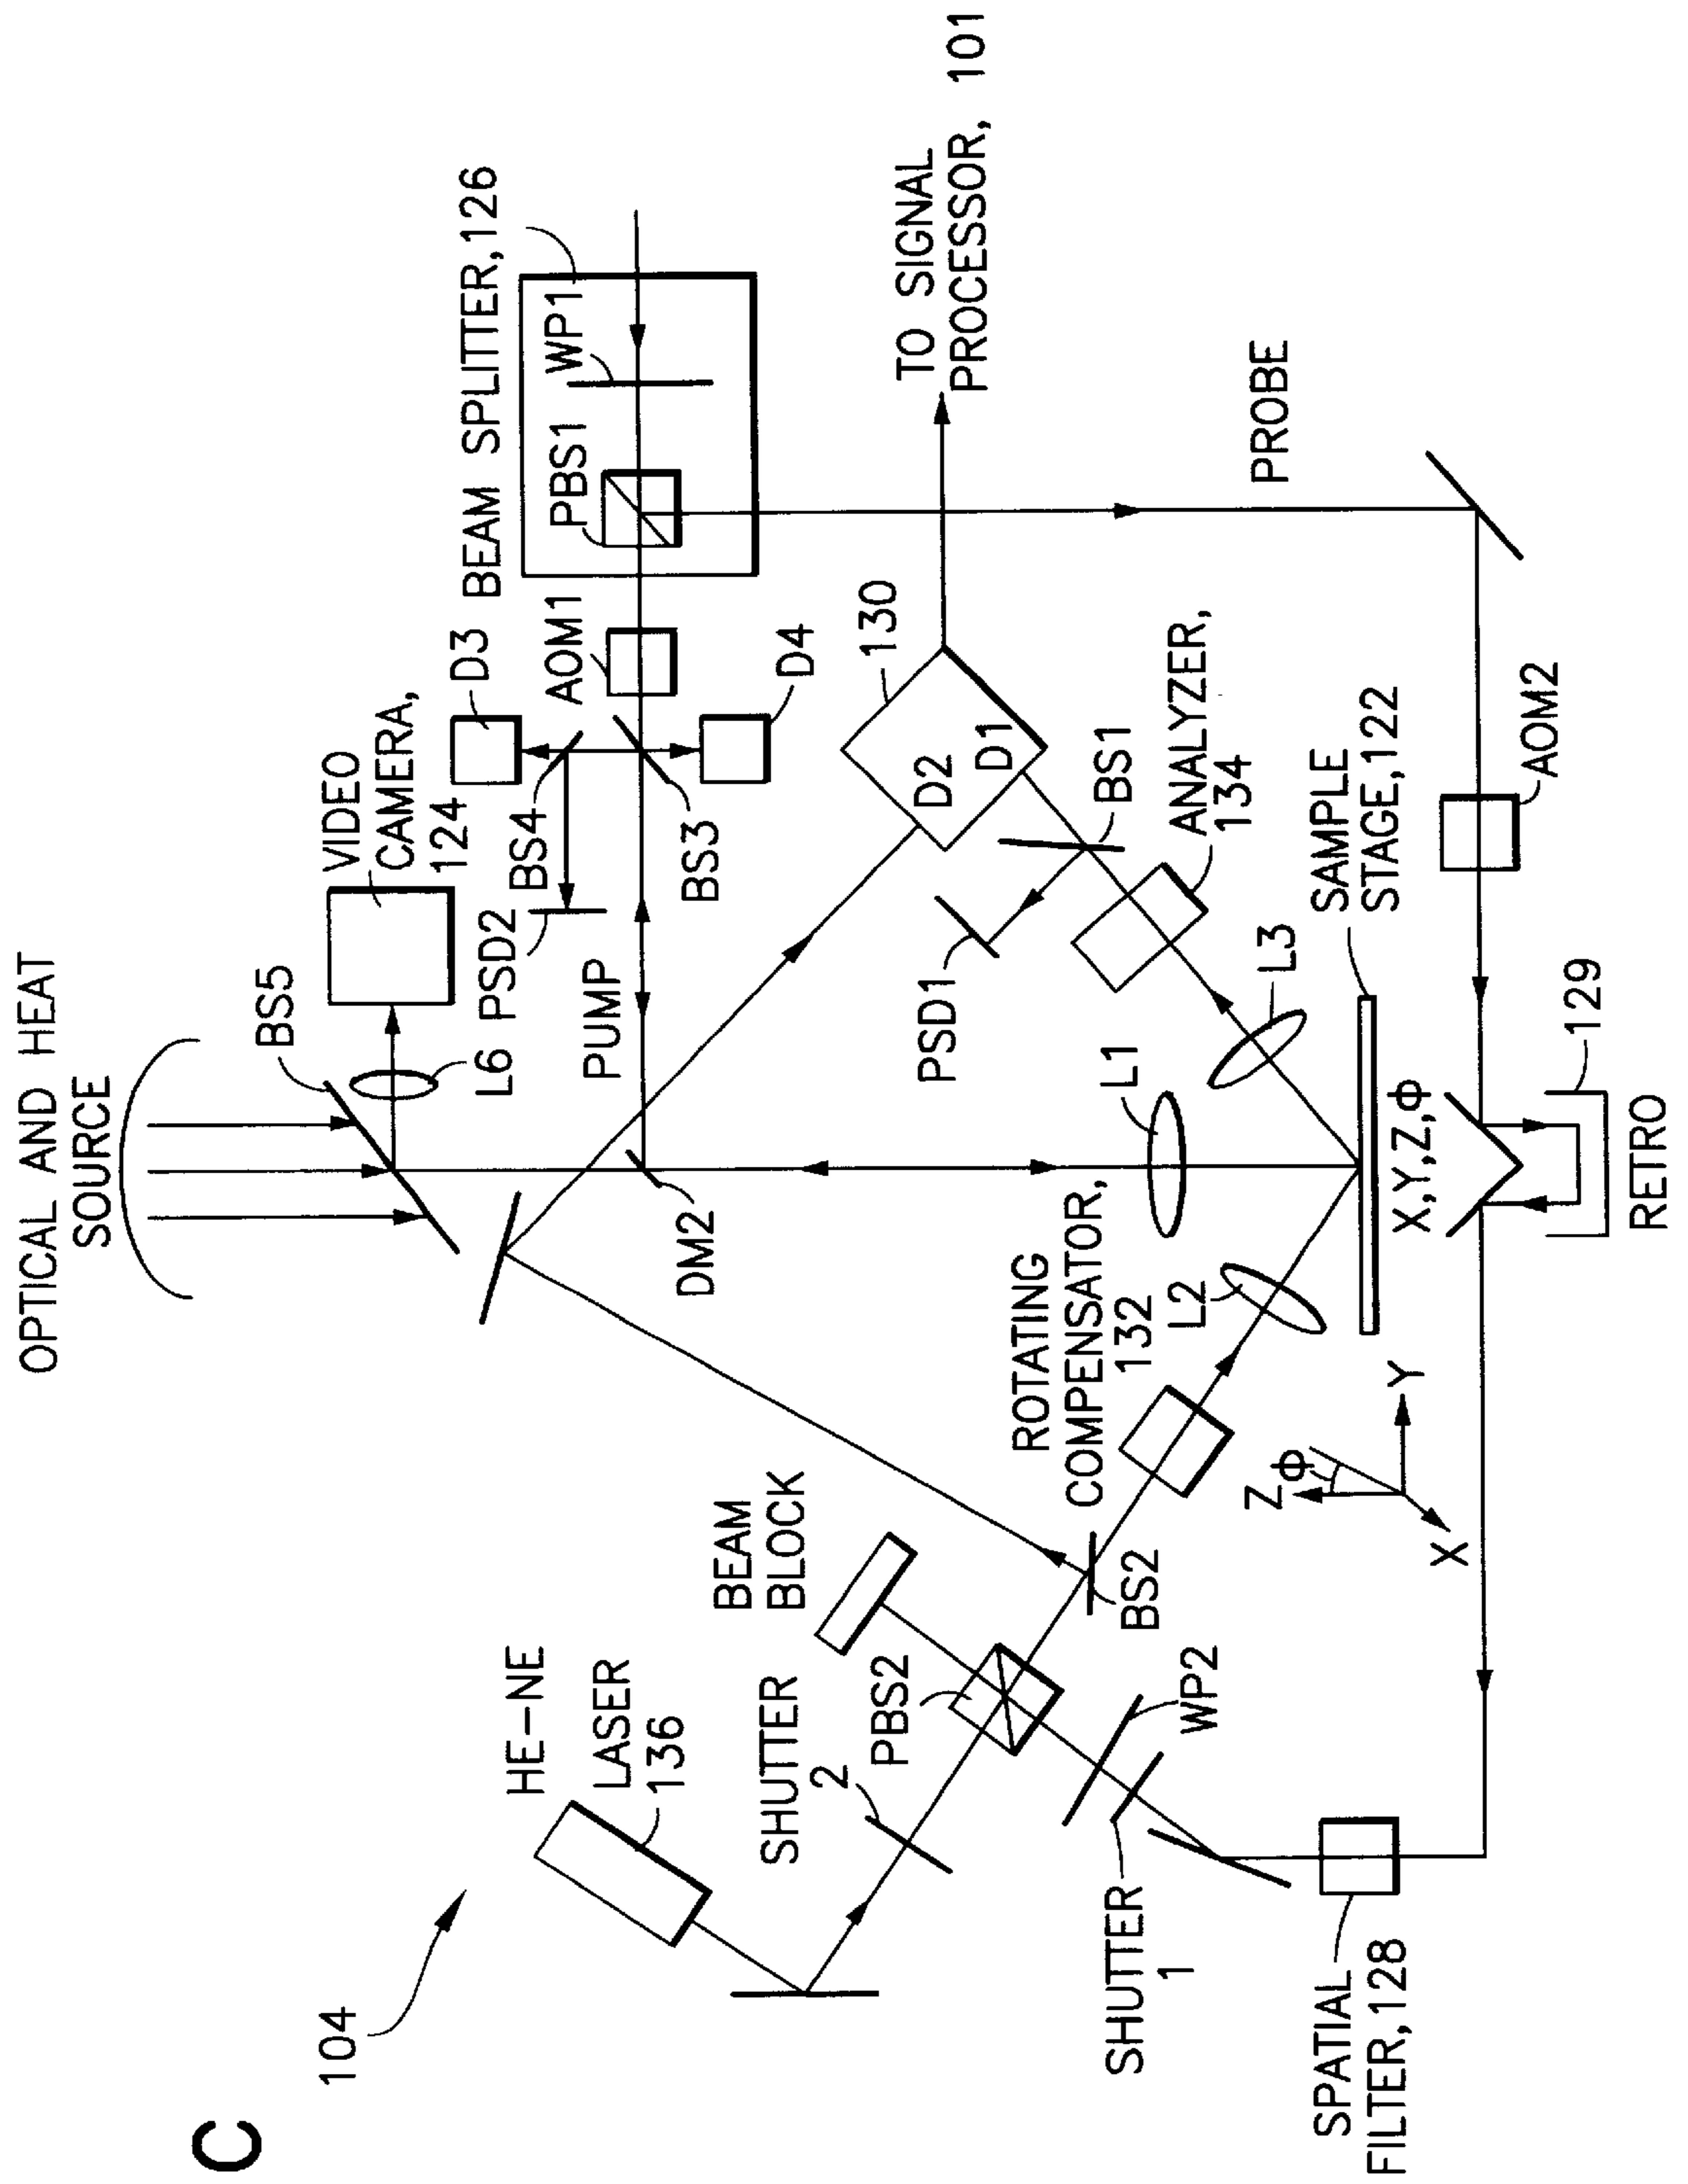 C
104
OPTICAL AND HEAT
SOURCE
BS5
VIDEO
CAMERA,
124
L6
D3
BEAM SPLITTER,126
PBS1
WP1
AOM1
D4
BS4
PSD2
BS3
PUMP
DM2
TO SIGNAL
PROCESSOR, 101
130
D2
D1
BS1
PSD1
ANALYZER,
134
L3
L1
PROBE
SAMPLE
STAGE,122
AOM2
X,Y,Z,Φ
129
RETRO
HE-NE
LASER
136
BEAM
BLOCK
SHUTTER
2
PBS2
ROTATING
COMPENSATOR,
132
L2
BS2
WP2
SHUTTER
1
Z
Φ
Y
X
SPATIAL
FILTER,128